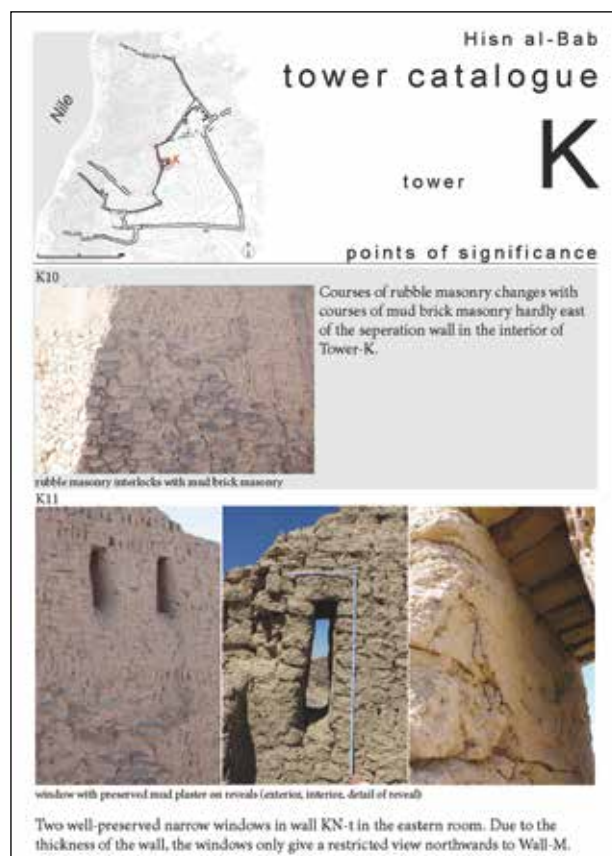 Hisn al-Bab
tower catalogue
Nile
K
tower K
points of significance
K10
Courses of rubble masonry changes with
courses of mud brick masonry hardly east
of the seperation wall in the interior of
Tower-K.
rubble masonry interlocks with mud brick masonry
K11
window with preserved mud plaster on reveals (exterior, interior, detail of reveal)
Two well-preserved narrow windows in wall KN-t in the eastern room. Due to the
thickness of the wall, the windows only give a restricted view northwards to Wall-M.